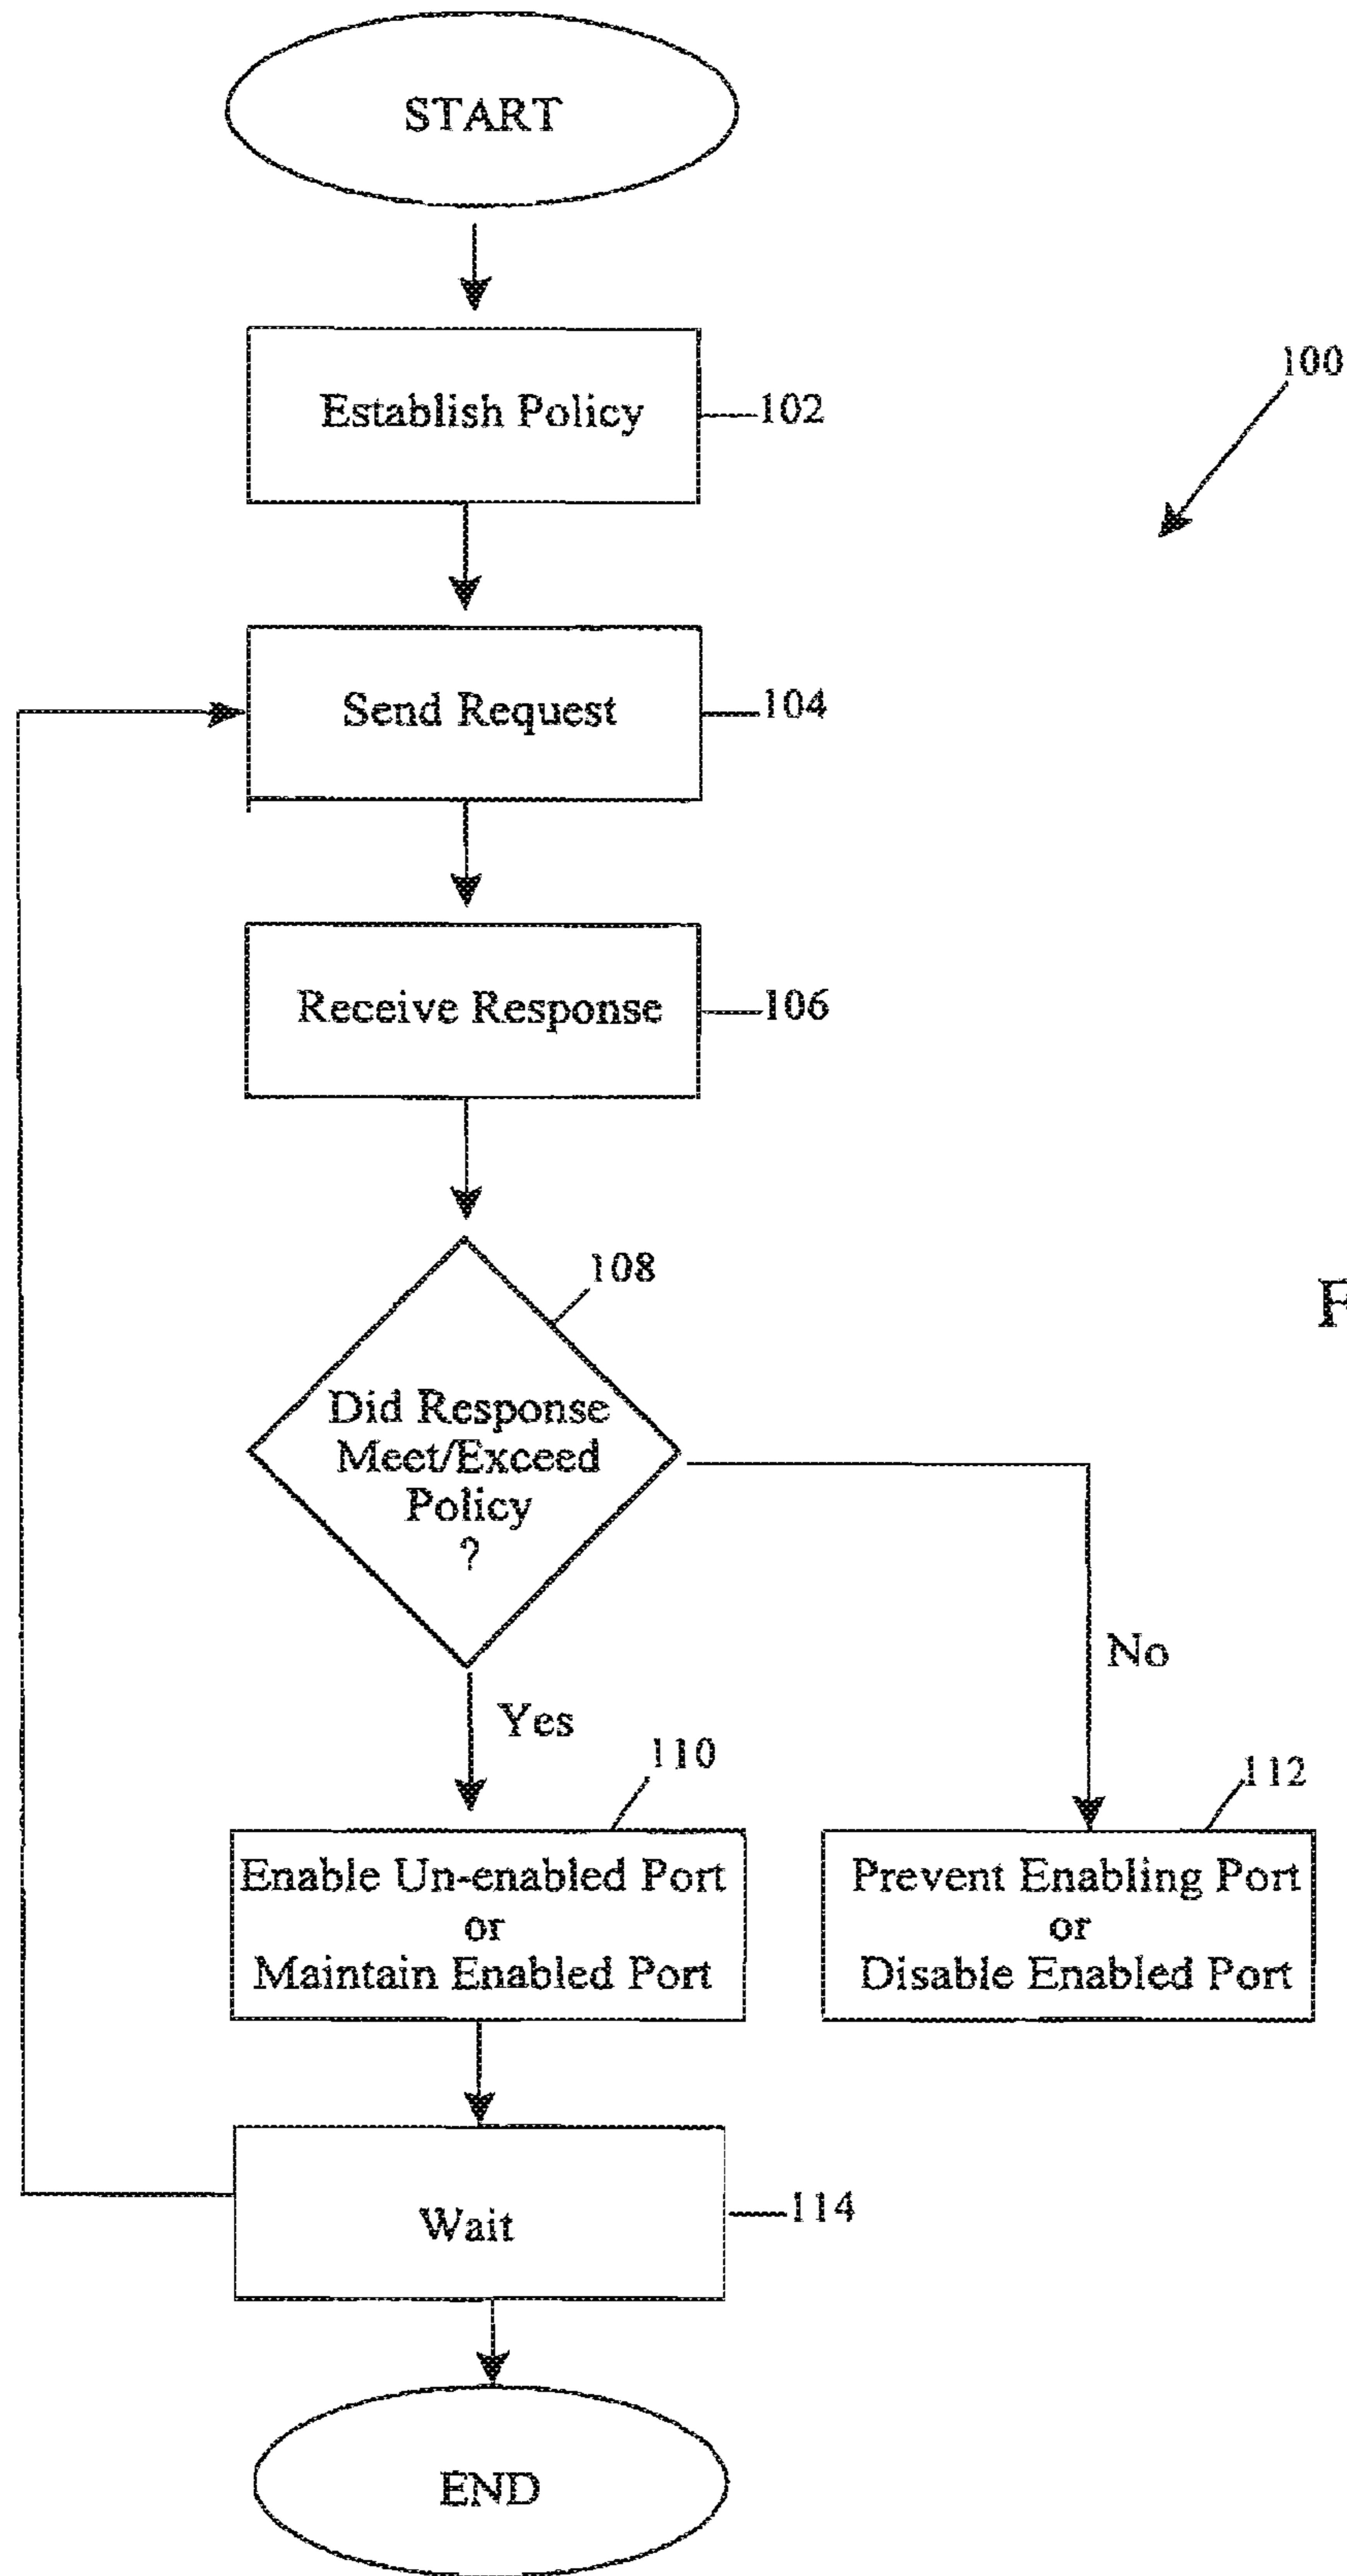 START
Establish Policy
102
100
Send Request
104
Receive Response
106
108
Did Response
Meet/Exceed
Policy
?
F
No
Yes
110
112
Enable Un-enabled Port
or
Maintain Enabled Port
Prevent Enabling Port
or
Disable Enabled Port
Wait
114
END